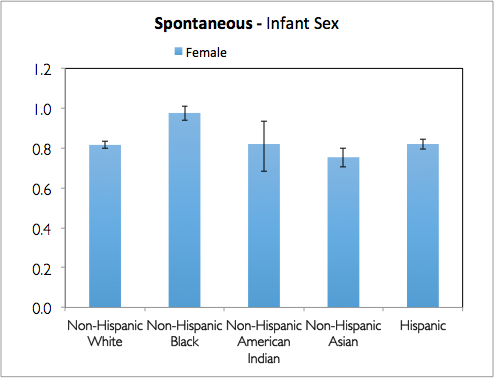 Spontaneous - Infant Sex
Female
1.2
1.0
0.8
0.6
0.4
0.2
0.0
Non-Hispanic White
Non-Hispanic Black
Non-Hispanic American Indian
Non-Hispanic Asian
Hispanic